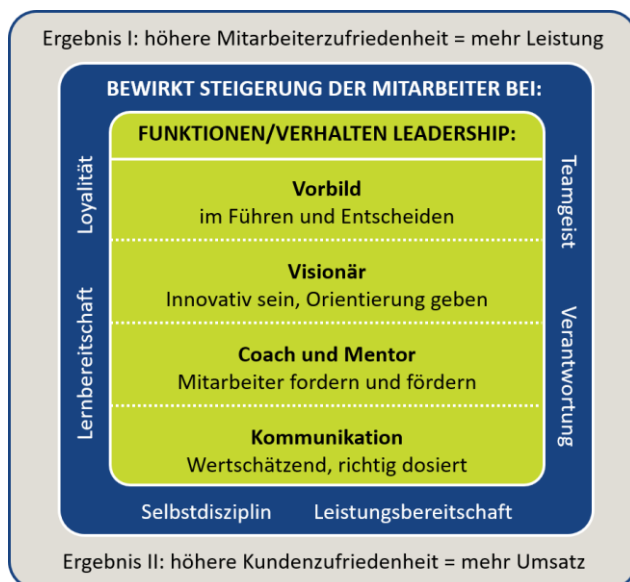 Ergebnis I: höhere Mitarbeiterzufriedenheit = mehr Leistung
BEWIRKT STEIGERUNG DER MITARBEITER BEI:
FUNKTIONEN/VERHALTEN LEADERSHIP:
Loyalität
Lernbereitschaft
Vorbild
im Führen und Entscheiden
Visionär
Innovativ sein, Orientierung geben
Coach und Mentor
Mitarbeiter fordern und fördern
Kommunikation
Wertschätzend, richtig dosiert
Teamgeist
Verantwortung
Selbstdisziplin Leistungsbereitschaft
Ergebnis II: höhere Kundenzufriedenheit = mehr Umsatz